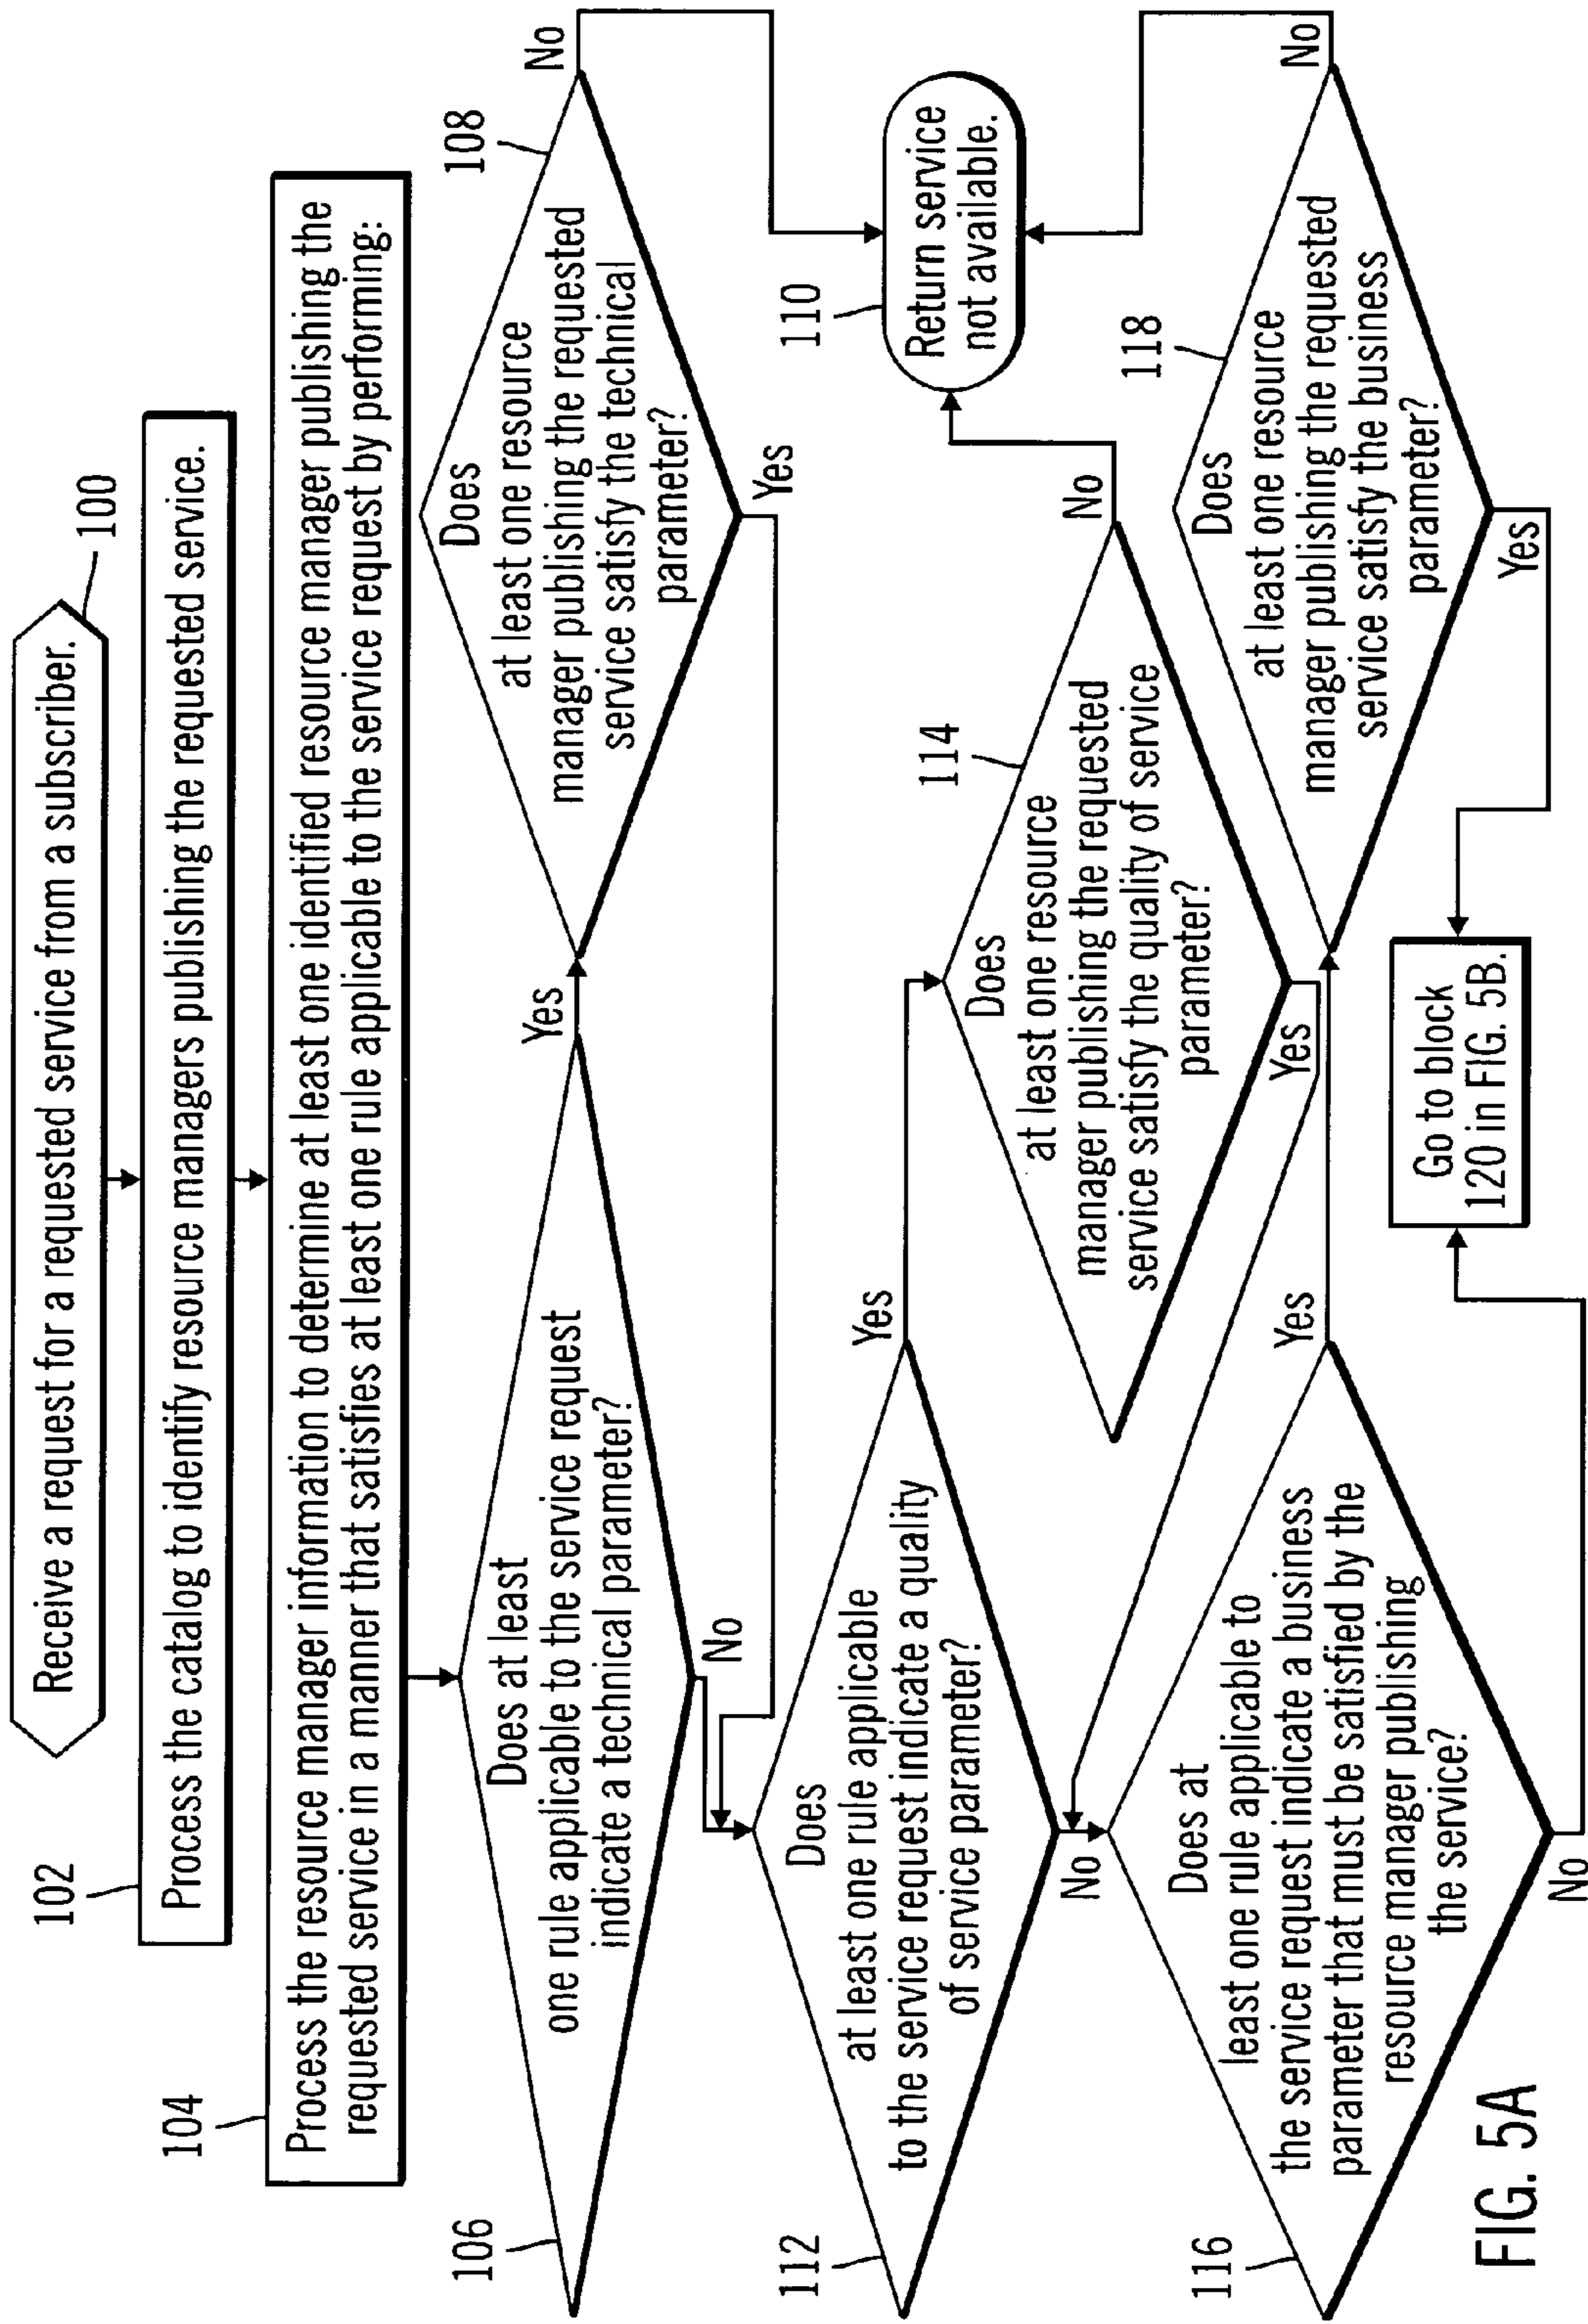 100
Receive a request for a requested service from a subscriber.
102
Process the catalog to identify resource managers publishing the requested service.
104
Process the resource manager information to determine at least one identified resource manager publishing the
requested service in a manner that satisfies at least one rule applicable to the service request by performing:
106
Does at least
one rule applicable to the service request
indicate a technical parameter?
Yes
No
108
Does
at least one resource
manager publishing the requested
service satisfy the technical
parameter?
No
Yes
110
Return service
not available.
112
Does
at least one rule applicable
to the service request indicate a quality
of service parameter?
Yes
No
114
Does
at least one resource
manager publishing the requested
service satisfy the quality of service
parameter?
No
Yes
116
Does at
least one rule applicable to
the service request indicate a business
parameter that must be satisfied by the
resource manager publishing
the service?
Yes
No
118
Does
at least one resource
manager publishing the requested
service satisfy the business
parameter?
No
Yes
Go to block
120 in FIG. 5B.
FIG. 5A